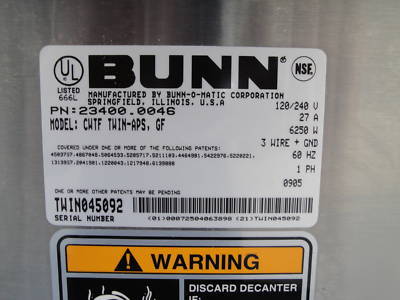 UL
LISTED
666L
BUNN
NSF
MANUFACTURED BY BUNN-O-MATIC CORPORATION
SPRINGFIELD, ILLINOIS, U.S.A
PN:23400.0046
MODEL: CWTF TWIN-APS, GF
120/240 V
27 A
6250 W
3 WIRE + GND
60 HZ
1 PH
0905
COVERED UNDER ONE OR MORE OF THE FOLLOWING PATENTS:
ONE OR MORE OTHER PATENTS MAY BE PENDING
TWIN045092
SERIAL NUMBER
(01)00072504063898 (21)TWIN045092
WARNING
DISCARD DECANTER
IF: